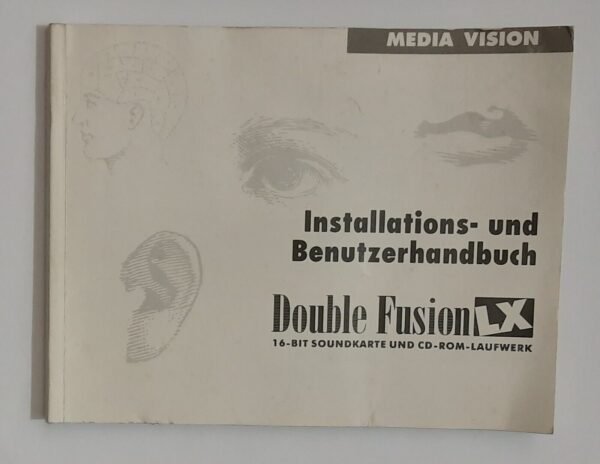 MEDIA VISION
Installations- und
Benutzerhandbuch
Double Fusion LX
16-BIT SOUNDKARTE UND CD-ROM-LAUFWERK